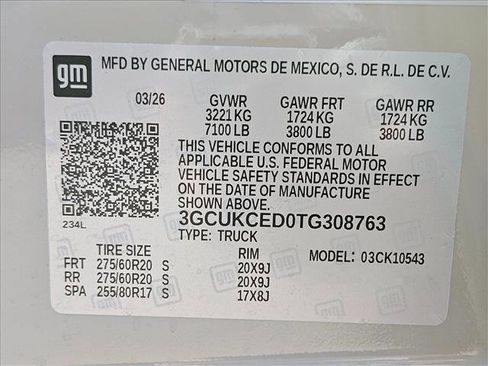 gm MFD BY GENERAL MOTORS DE MEXICO, S. DE R.L. DE C.V.
03/26 GVWR GAWR FRT GAWR RR
3221 KG 1724 KG 1724 KG
7100 LB 3800 LB 3800 LB
THIS VEHICLE CONFORMS TO ALL
APPLICABLE U.S. FEDERAL MOTOR
VEHICLE SAFETY STANDARDS IN EFFECT
ON THE DATE OF MANUFACTURE
SHOWN ABOVE.
3GCUKCED0TG308763
234L TYPE: TRUCK
TIRE SIZE RIM MODEL: 03CK10543
FRT 275/60R20 S 20X9J
RR 275/60R20 S 20X9J
SPA 255/80R17 S 17X8J